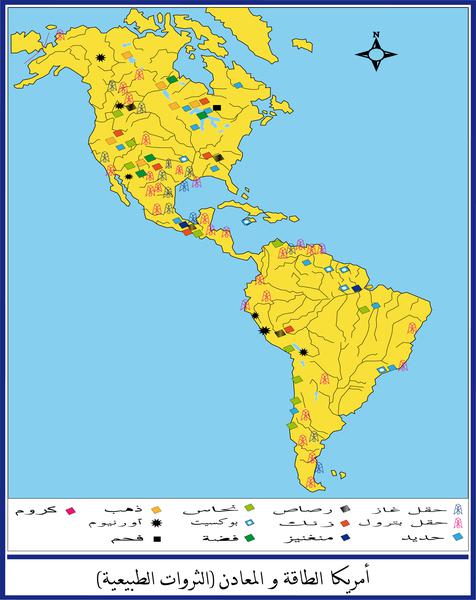 N
حقل غاز رصاص نحاس ذهب كروم
حقل بترول زنك بوكسيت أورنيوم
حديد منغنيز فضة فحم
أمريكا الطاقة و المعادن (الثروات الطبيعية)